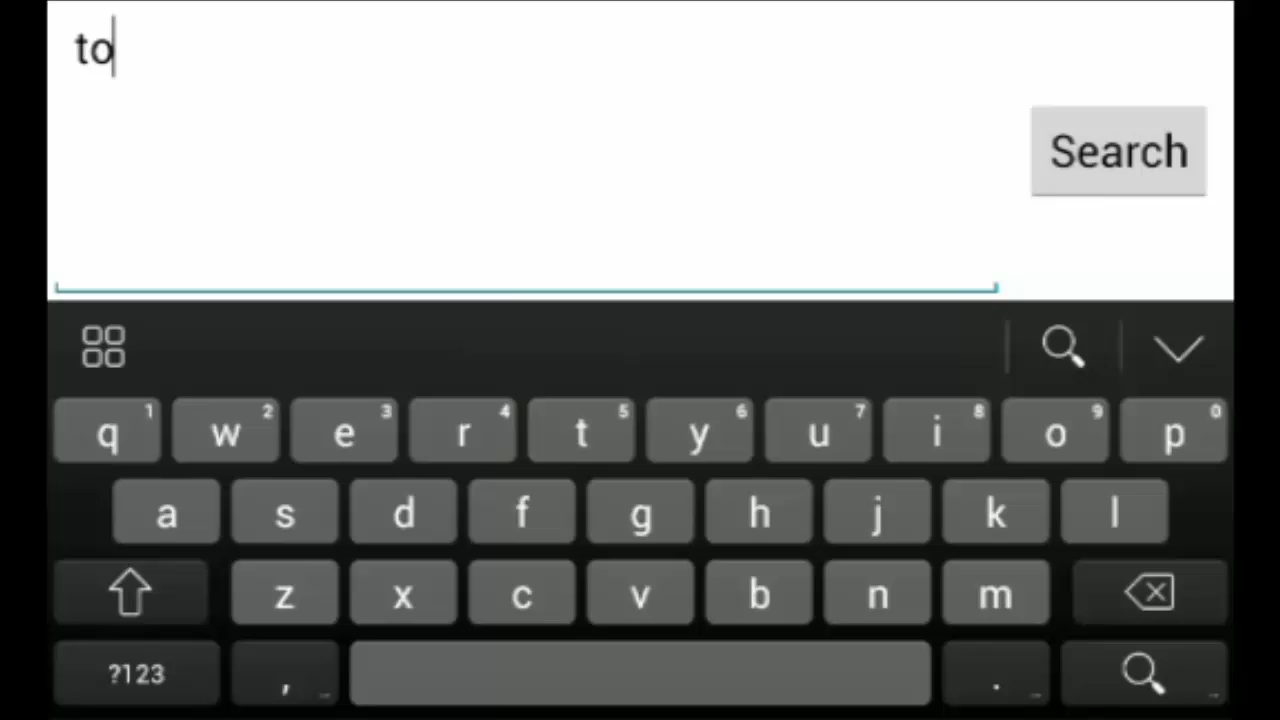 to
Search
q 1 w 2 e 3 r 4 t 5 y 6 u 7 i 8 o 9 p 0
a s d f g h j k l
z x c v b n m
?123 , .